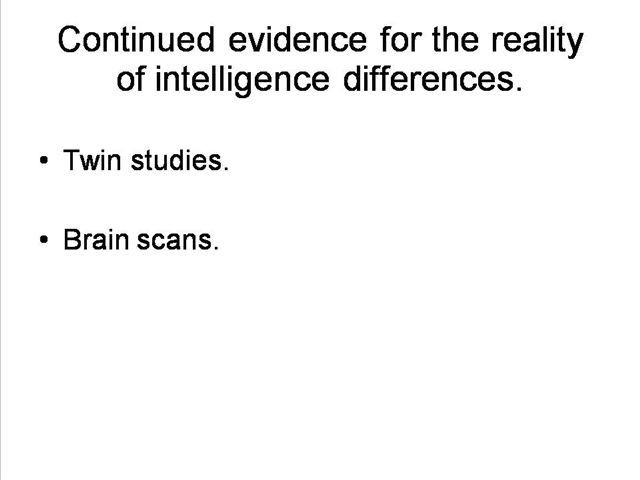 Continued evidence for the reality
of intelligence differences.
• Twin studies.
• Brain scans.